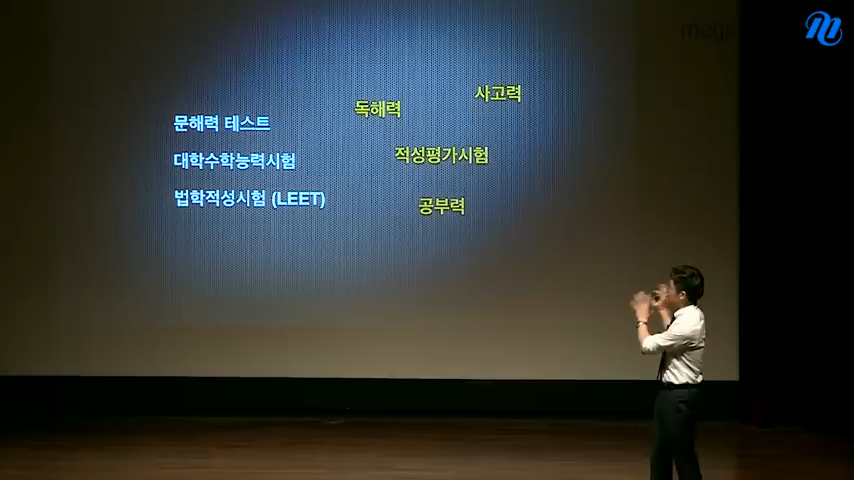 문해력 테스트
대학수학능력시험
법학적성시험 (LEET)
독해력
사고력
적성평가시험
공부력